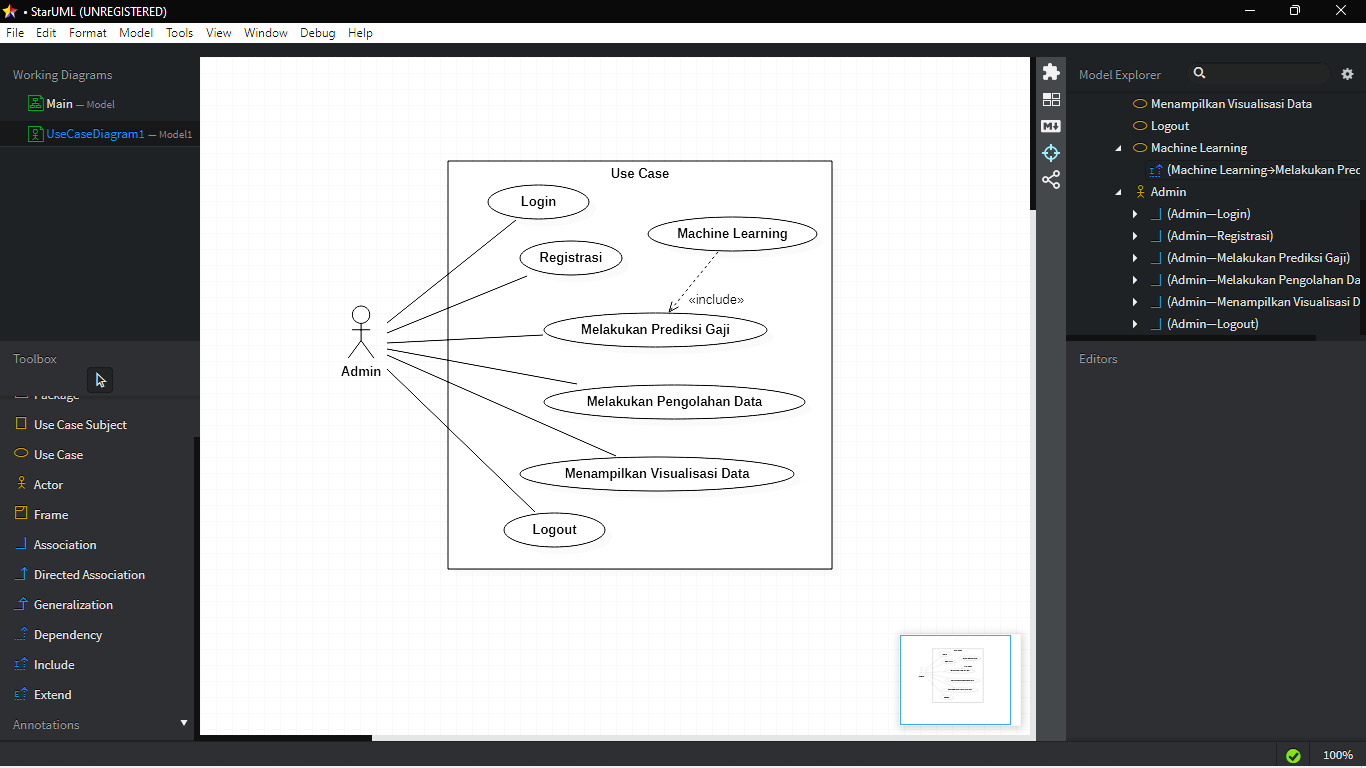 • StarUML (UNREGISTERED)
File Edit Format Model Tools View Window Debug Help
Working Diagrams
Main — Model
UseCaseDiagram1 — Model1
Toolbox
Package
Use Case Subject
Use Case
Actor
Frame
Association
Directed Association
Generalization
Dependency
Include
Extend
Annotations
Use Case
Login
Machine Learning
Registrasi
«include»
Melakukan Prediksi Gaji
Admin
Melakukan Pengolahan Data
Menampilkan Visualisasi Data
Logout
Model Explorer
Menampilkan Visualisasi Data
Logout
Machine Learning
(Machine Learning→Melakukan Prec
Admin
(Admin—Login)
(Admin—Registrasi)
(Admin—Melakukan Prediksi Gaji)
(Admin—Melakukan Pengolahan Da
(Admin—Menampilkan Visualisasi D
(Admin—Logout)
Editors
100%